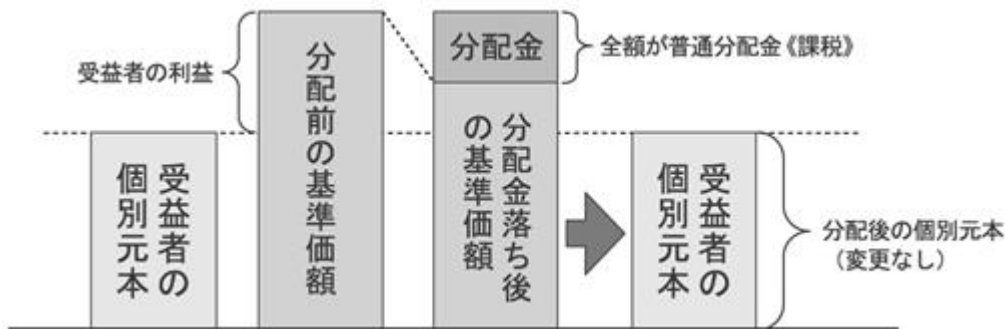 受益者の利益
受益者の
個別元本
分配前の基準価額
分配金
全額が普通分配金《課税》
分配金落ち後
の基準価額
受益者の
個別元本
分配後の個別元本
（変更なし）